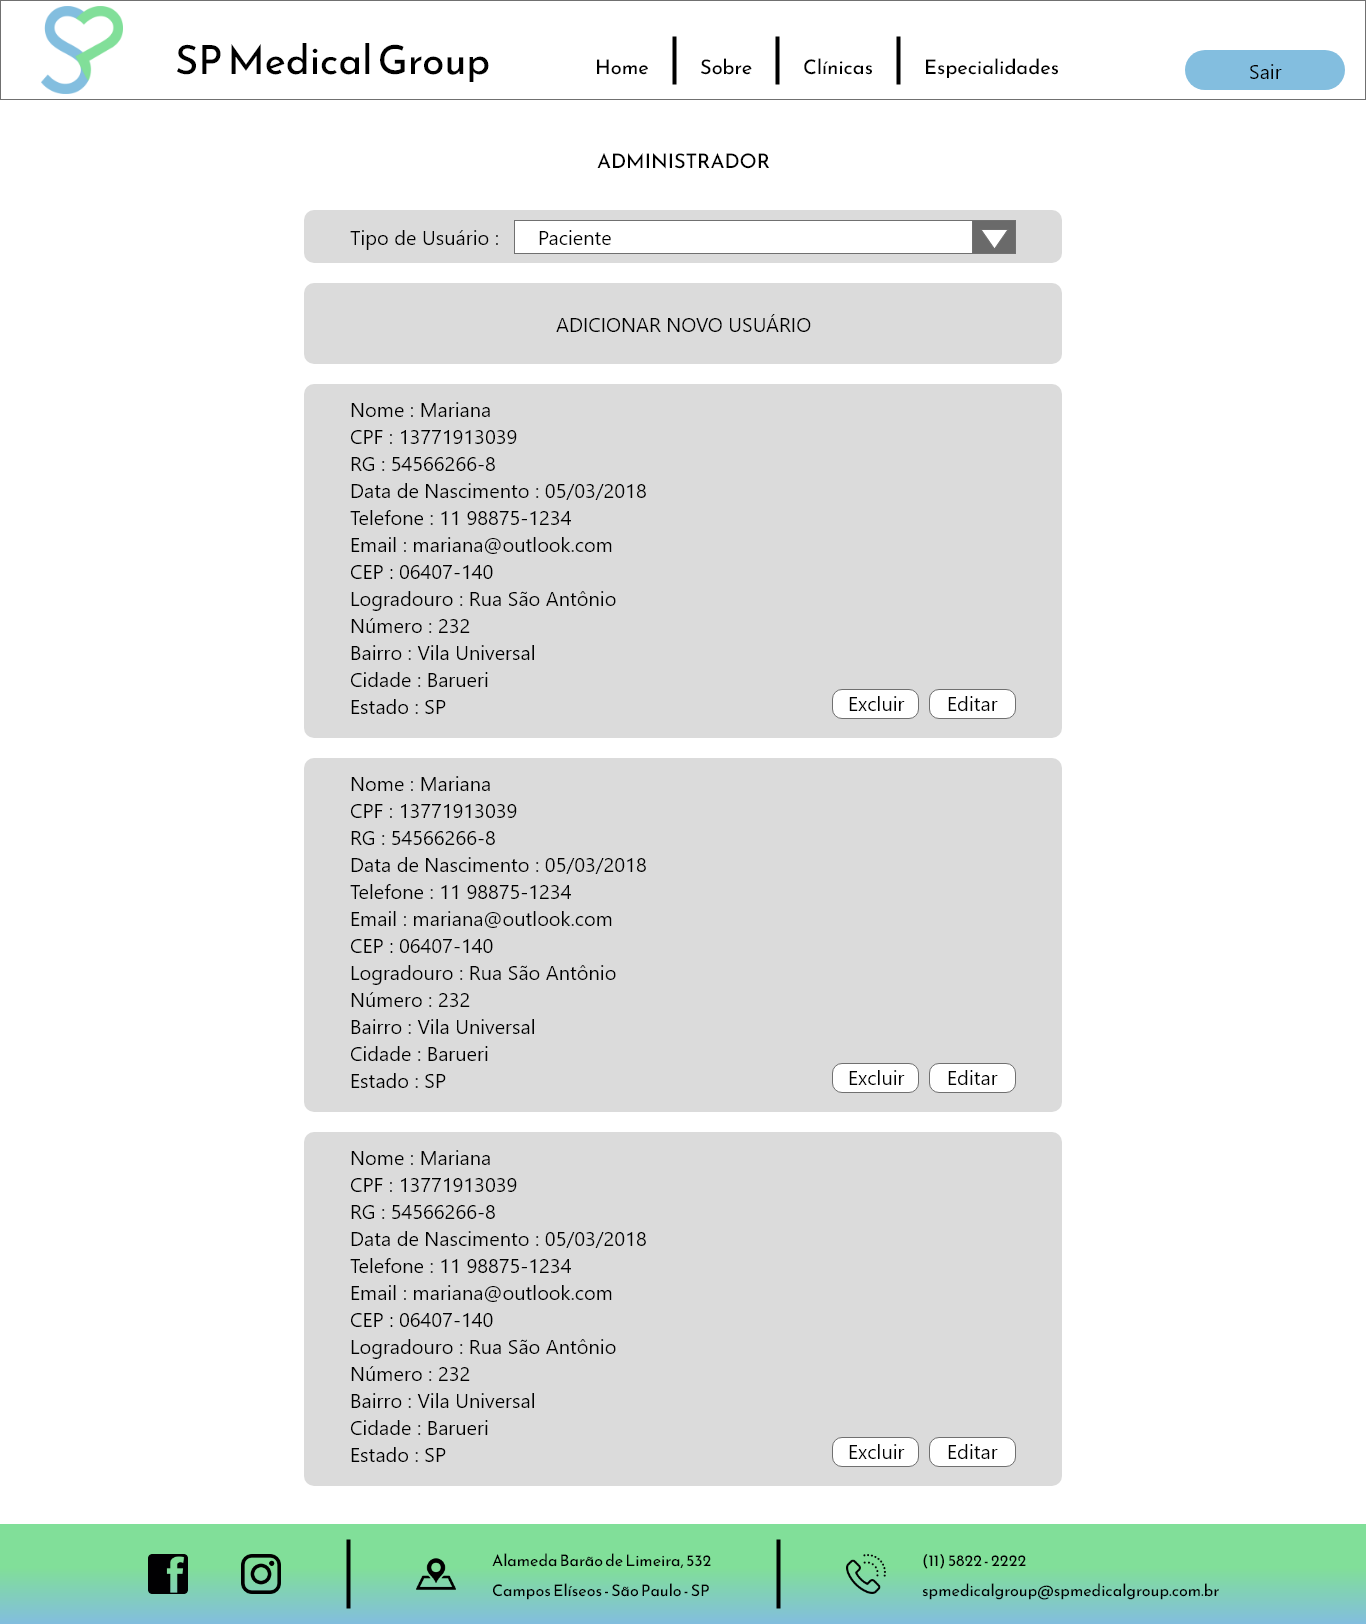 SP Medical Group
Home
Sobre
Clínicas
Especialidades
Sair
ADMINISTRADOR
Tipo de Usuário :
Paciente
ADICIONAR NOVO USUÁRIO
Nome : Mariana
CPF : 13771913039
RG : 54566266-8
Data de Nascimento : 05/03/2018
Telefone : 11 98875-1234
Email : mariana@outlook.com
CEP : 06407-140
Logradouro : Rua São Antônio
Número : 232
Bairro : Vila Universal
Cidade : Barueri
Estado : SP
Excluir
Editar
Nome : Mariana
CPF : 13771913039
RG : 54566266-8
Data de Nascimento : 05/03/2018
Telefone : 11 98875-1234
Email : mariana@outlook.com
CEP : 06407-140
Logradouro : Rua São Antônio
Número : 232
Bairro : Vila Universal
Cidade : Barueri
Estado : SP
Excluir
Editar
Nome : Mariana
CPF : 13771913039
RG : 54566266-8
Data de Nascimento : 05/03/2018
Telefone : 11 98875-1234
Email : mariana@outlook.com
CEP : 06407-140
Logradouro : Rua São Antônio
Número : 232
Bairro : Vila Universal
Cidade : Barueri
Estado : SP
Excluir
Editar
Alameda Barão de Limeira, 532
Campos Elíseos - São Paulo - SP
(11) 5822 - 2222
spmedicalgroup@spmedicalgroup.com.br